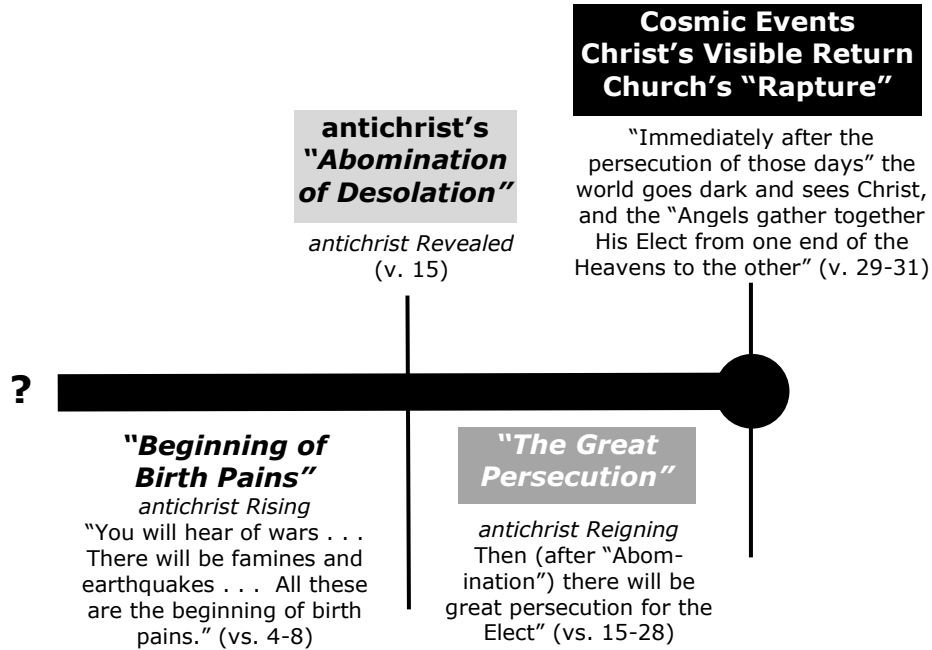 Cosmic Events
Christ's Visible Return
Church's “Rapture”
“Immediately after the
persecution of those days” the
world goes dark and sees Christ,
and the “Angels gather together
His Elect from one end of the
Heavens to the other” (v. 29-31)
antichrist's
“Abomination
of Desolation”
antichrist Revealed
(v. 15)
?
“Beginning of
Birth Pains”
antichrist Rising
“You will hear of wars . . .
There will be famines and
earthquakes . . .  All these
are the beginning of birth
pains.” (vs. 4-8)
“The Great
Persecution”
antichrist Reigning
Then (after “Abom-
ination”) there will be
great persecution for the
Elect” (vs. 15-28)